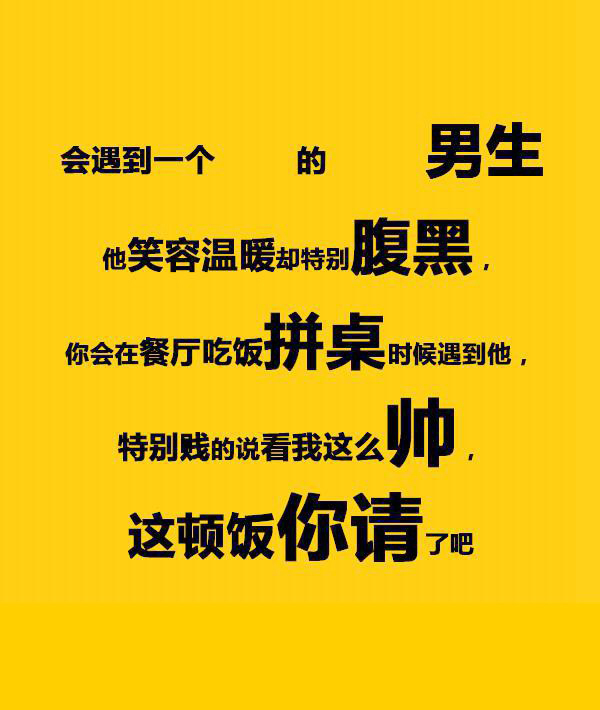 会遇到一个 的 男生
他笑容温暖却特别腹黑，
你会在餐厅吃饭拼桌时候遇到他，
特别贱的说看我这么帅，
这顿饭你请了吧